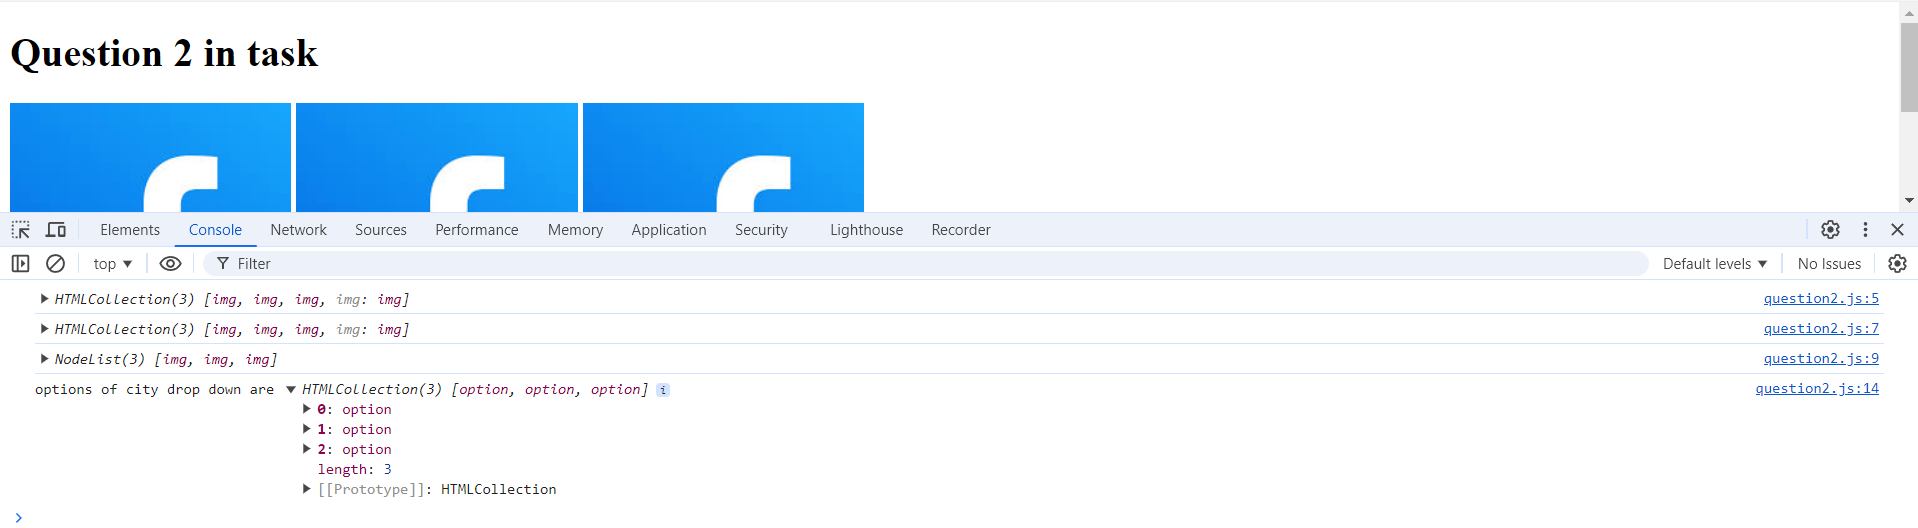 Question 2 in task
Elements Console Network Sources Performance Memory Application Security Lighthouse Recorder
top Filter Default levels No Issues
HTMLCollection(3) [img, img, img, img: img] question2.js:5
HTMLCollection(3) [img, img, img, img: img] question2.js:7
NodeList(3) [img, img, img] question2.js:9
options of city drop down are HTMLCollection(3) [option, option, option] i question2.js:14
0: option
1: option
2: option
length: 3
[[Prototype]]: HTMLCollection